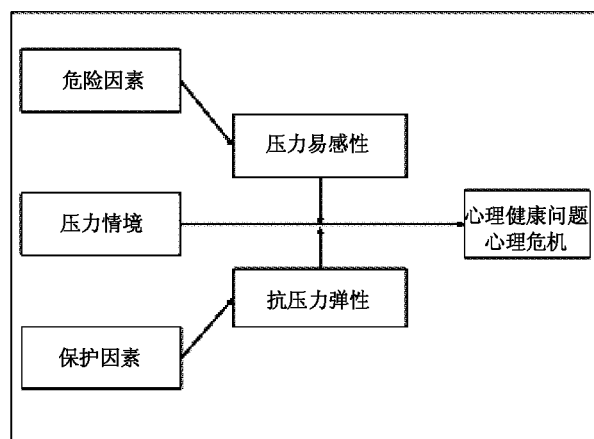 危险因素
压力易感性
压力情境
心理健康问题
心理危机
抗压力弹性
保护因素